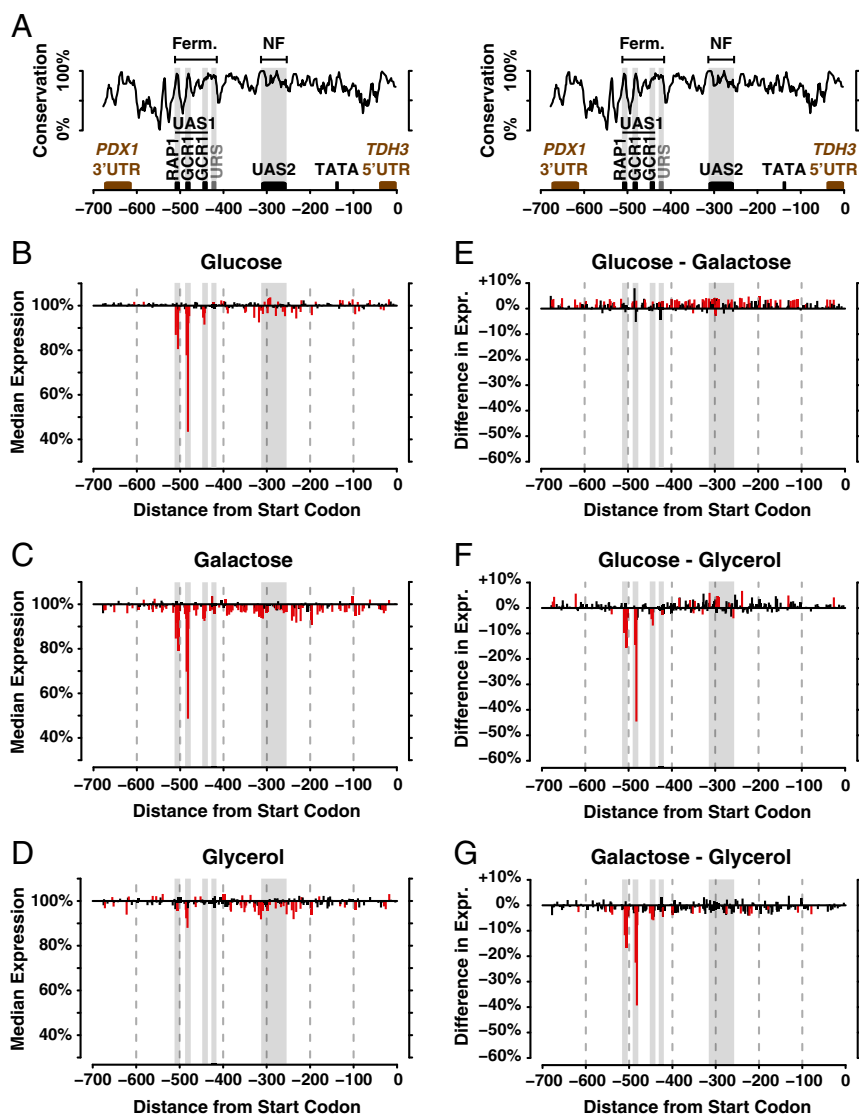 A
Ferm. NF Ferm. NF
Conservation 0% 100% Conservation 0% 100%
UAS1 UAS1
PDX1 TDH3 PDX1 TDH3
3'UTR RAP1 GCR1 GCR1 URS UAS2 TATA 5'UTR 3'UTR RAP1 GCR1 GCR1 URS UAS2 TATA 5'UTR
−700 −600 −500 −400 −300 −200 −100 0 −700 −600 −500 −400 −300 −200 −100 0
B
Glucose
Median Expression
100%
80%
60%
40%
−700 −600 −500 −400 −300 −200 −100 0
Distance from Start Codon
E
Glucose - Galactose
Difference in Expr.
+10%
0%
−10%
−20%
−30%
−40%
−50%
−60%
−700 −600 −500 −400 −300 −200 −100 0
Distance from Start Codon
C
Galactose
Median Expression
100%
80%
60%
40%
−700 −600 −500 −400 −300 −200 −100 0
Distance from Start Codon
F
Glucose - Glycerol
Difference in Expr.
+10%
0%
−10%
−20%
−30%
−40%
−50%
−60%
−700 −600 −500 −400 −300 −200 −100 0
Distance from Start Codon
D
Glycerol
Median Expression
100%
80%
60%
40%
−700 −600 −500 −400 −300 −200 −100 0
Distance from Start Codon
G
Galactose - Glycerol
Difference in Expr.
+10%
0%
−10%
−20%
−30%
−40%
−50%
−60%
−700 −600 −500 −400 −300 −200 −100 0
Distance from Start Codon